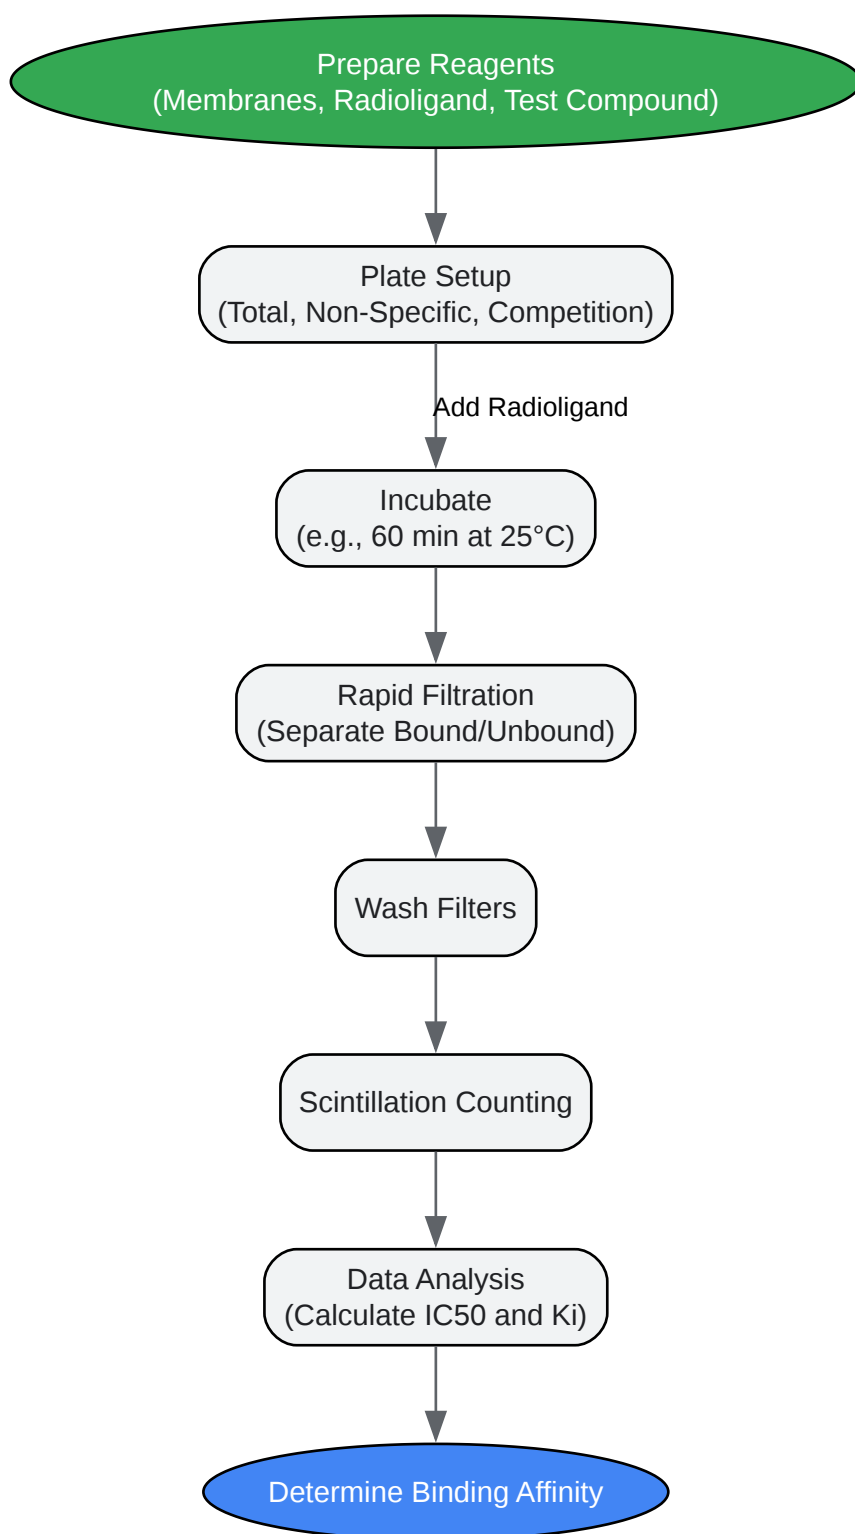 Prepare Reagents
(Membranes, Radioligand, Test Compound)
Plate Setup
(Total, Non-Specific, Competition)
Add Radioligand
Incubate
(e.g., 60 min at 25°C)
Rapid Filtration
(Separate Bound/Unbound)
Wash Filters
Scintillation Counting
Data Analysis
(Calculate IC50 and Ki)
Determine Binding Affinity